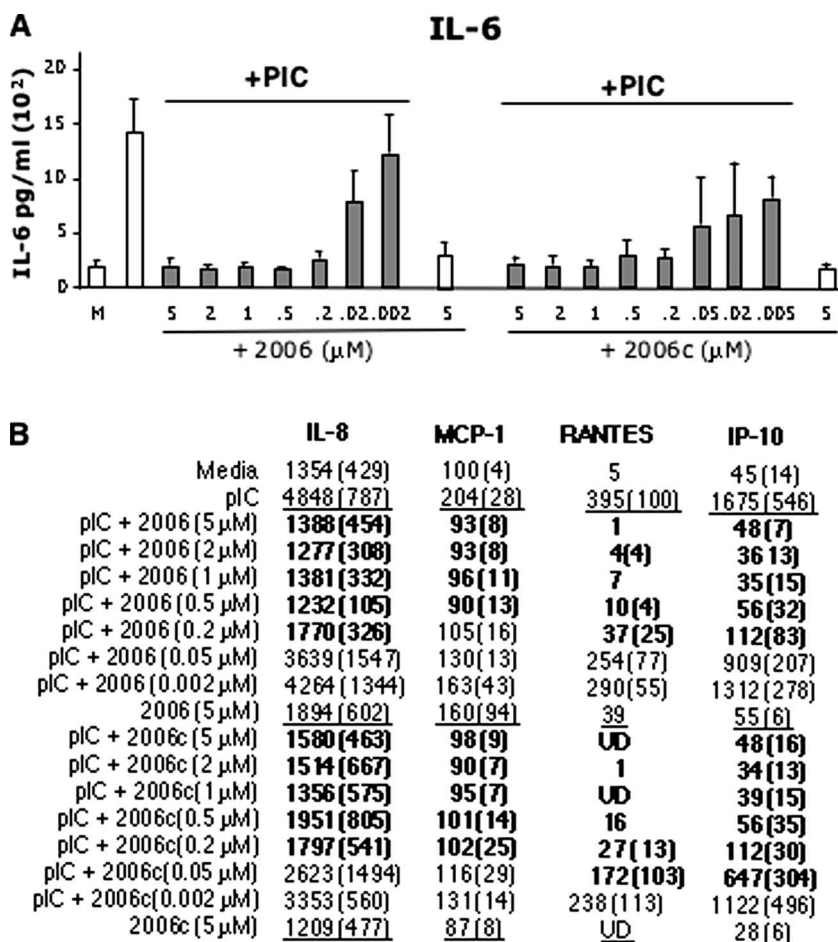 A
IL-6
IL-6 pg/ml (10²)
2D
15
10
5
D
+PIC
+PIC
M 5 2 1 .5 .2 .D2 .DD2 5 5 2 1 .5 .2 .D5 .D2 .DD5 5
+ 2006 (μM) + 2006c (μM)
B IL-8 MCP-1 RANTES IP-10
Media 1354(429) 100(4) 5 45(14)
pIC 4848(787) 204(28) 395(100) 1675(546)
pIC + 2006(5 μM) 1388(454) 93(8) 1 48(7)
pIC + 2006(2 μM) 1277(308) 93(8) 4(4) 36 13)
pIC + 2006(1 μM) 1381(332) 96(11) 7 35(15)
pIC + 2006(0.5 μM) 1232(105) 90(13) 10(4) 56(32)
pIC + 2006(0.2 μM) 1770(326) 105(16) 37(25) 112(83)
pIC + 2006(0.05 μM) 3639(1547) 130(13) 254(77) 909(207)
pIC + 2006(0.002 μM) 4264(1344) 163(43) 290(55) 1312(278)
2006(5 μM) 1894(602) 160(94) 39 55(6)
pIC + 2006c(5 μM) 1580(463) 98(9) UD 48(16)
pIC + 2006c(2 μM) 1514(667) 90(7) 1 34(13)
pIC + 2006c(1 μM) 1356(575) 95(7) UD 39(15)
pIC + 2006c(0.5 μM) 1951(805) 101(14) 16 56(35)
pIC + 2006c(0.2 μM) 1797(541) 102(25) 27(13) 112(30)
pIC + 2006c(0.05 μM) 2623(1494) 116(29) 172(103) 647(304)
pIC + 2006c(0.002 μM) 3353(560) 131(14) 238(113) 1122(496)
2006c(5 μM) 1209(477) 87(8) UD 28(6)